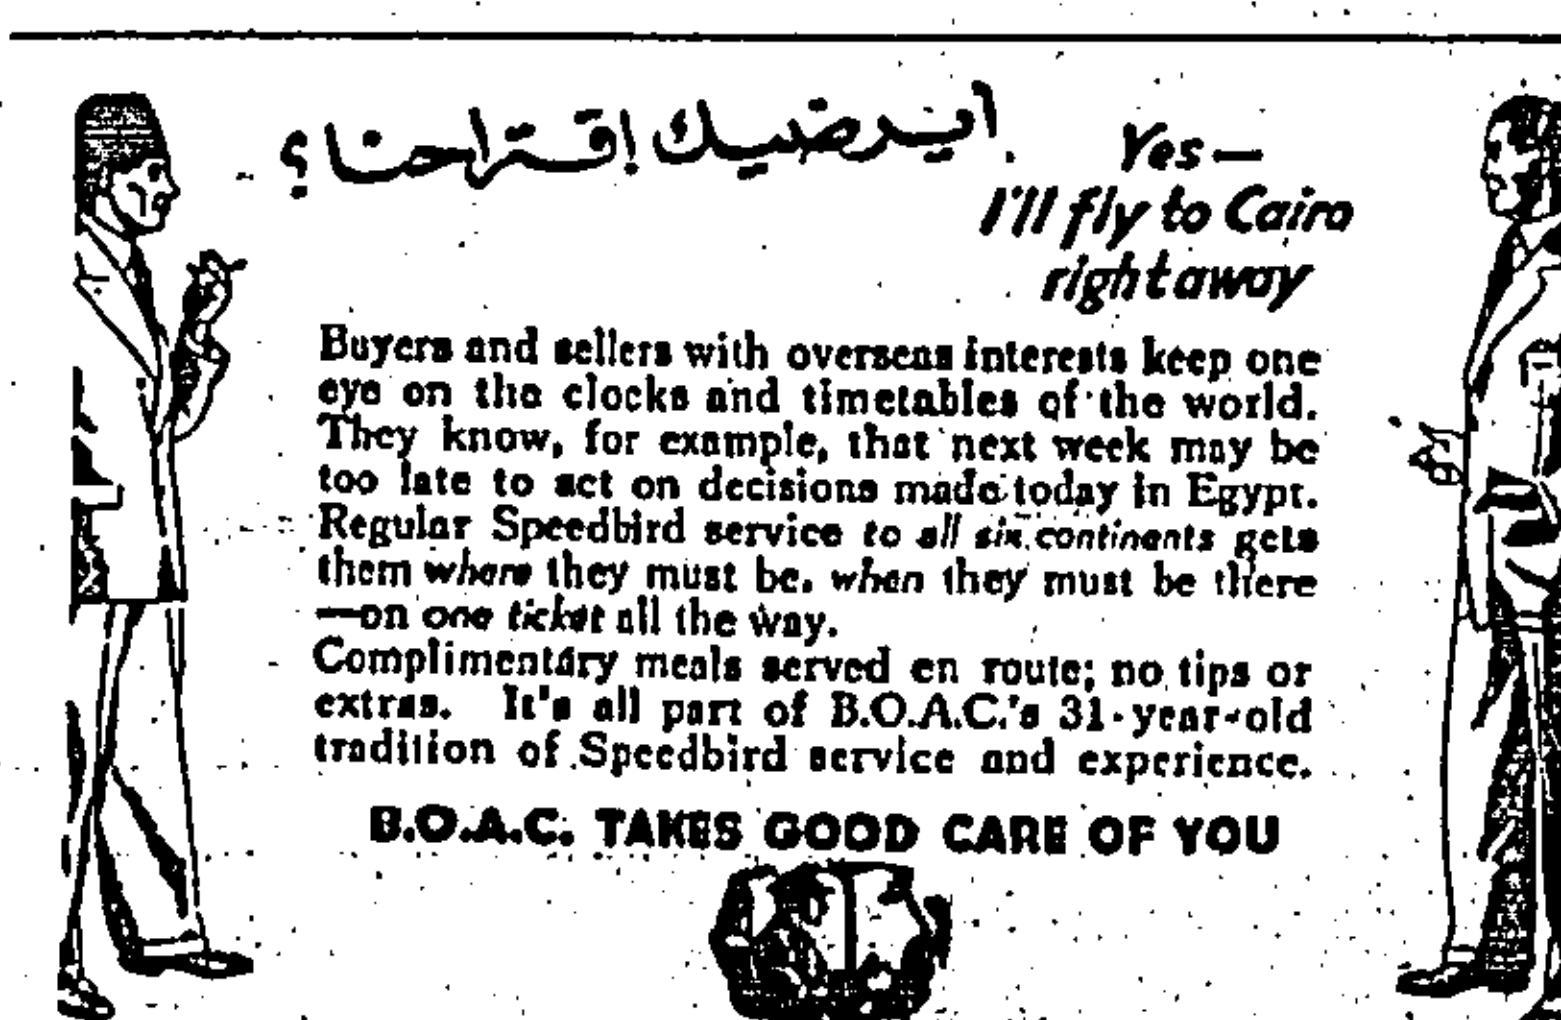 أيرضيك إقتراحنا؟
Yes—
I'll fly to Cairo
right away
Buyers and sellers with overseas interests keep one
eye on the clocks and timetables of the world.
They know, for example, that next week may be
too late to act on decisions made today in Egypt.
Regular Speedbird service to all six continents gets
them where they must be, when they must be there
—on one ticket all the way.
Complimentary meals served en route; no tips or
extras. It's all part of B.O.A.C.'s 31-year-old
tradition of Speedbird service and experience.
B.O.A.C. TAKES GOOD CARE OF YOU